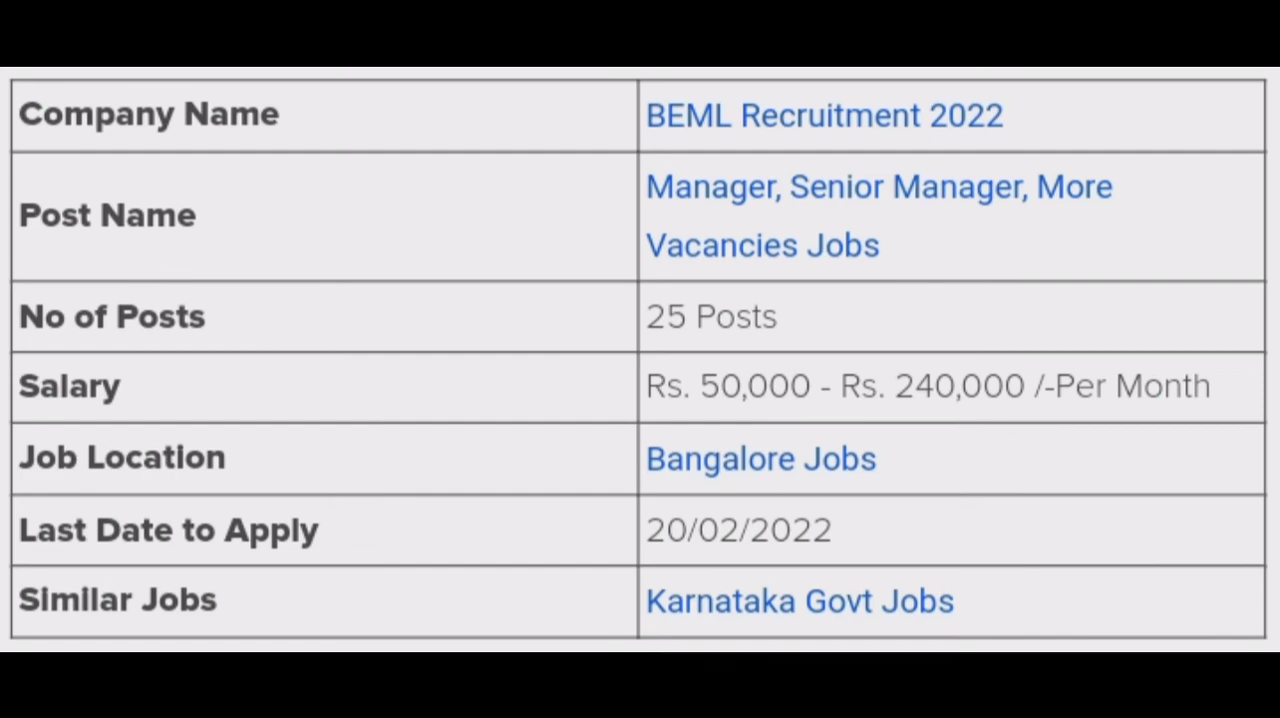 Company Name
BEML Recruitment 2022
Post Name
Manager, Senior Manager, More
Vacancies Jobs
No of Posts
25 Posts
Salary
Rs. 50,000 - Rs. 240,000 /-Per Month
Job Location
Bangalore Jobs
Last Date to Apply
20/02/2022
Similar Jobs
Karnataka Govt Jobs